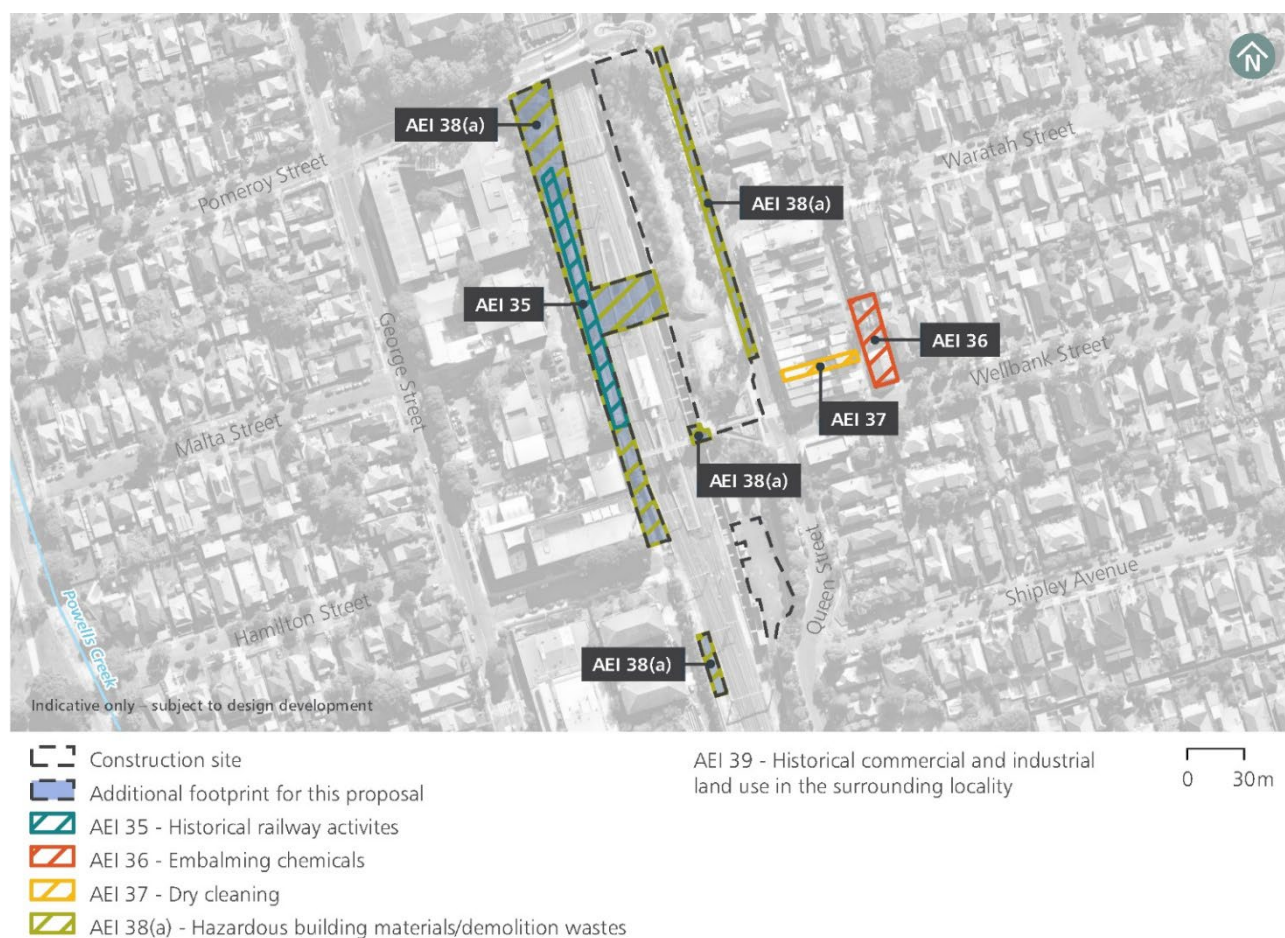 N
AEI 38(a)
Waratah Street
Pomeroy Street
AEI 38(a)
AEI 35
AEI 36
Wellbank Street
George Street
AEI 37
Malta Street
AEI 38(a)
Queen Street
Shipley Avenue
Powells Creek
Hamilton Street
AEI 38(a)
Indicative only – subject to design development
Construction site
Additional footprint for this proposal
AEI 35 - Historical railway activites
AEI 36 - Embalming chemicals
AEI 37 - Dry cleaning
AEI 38(a) - Hazardous building materials/demolition wastes
AEI 39 - Historical commercial and industrial
land use in the surrounding locality
0 30m